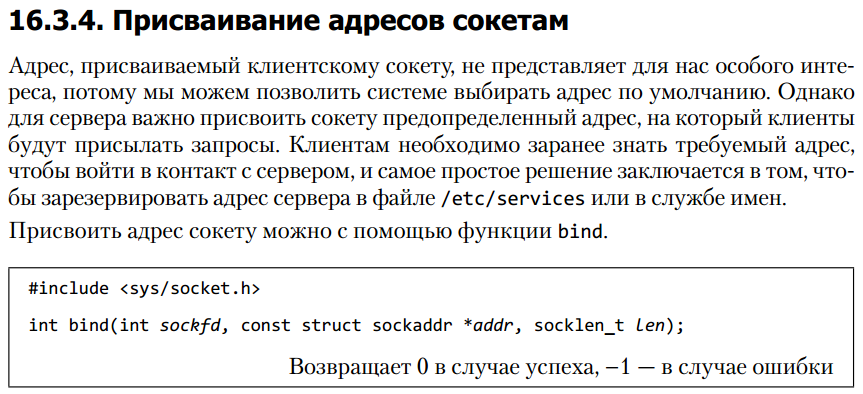 16.3.4. Присваивание адресов сокетам
Адрес, присваиваемый клиентскому сокету, не представляет для нас особого инте-
реса, потому мы можем позволить системе выбирать адрес по умолчанию. Однако
для сервера важно присвоить сокету предопределенный адрес, на который клиенты
будут присылать запросы. Клиентам необходимо заранее знать требуемый адрес,
чтобы войти в контакт с сервером, и самое простое решение заключается в том, что-
бы зарезервировать адрес сервера в файле /etc/services или в службе имен.
Присвоить адрес сокету можно с помощью функции bind.
#include <sys/socket.h>
int bind(int sockfd, const struct sockaddr *addr, socklen_t len);
Возвращает 0 в случае успеха, –1 — в случае ошибки